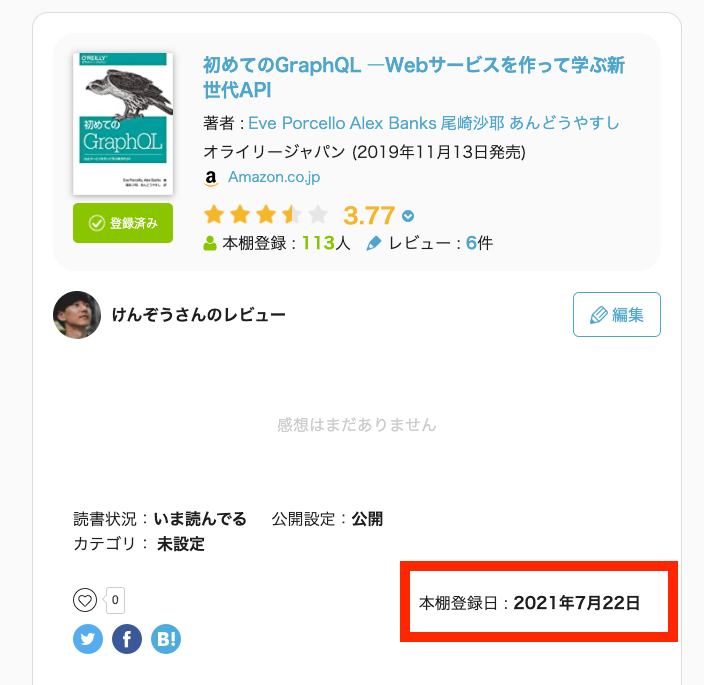 O'REILLY
初めての
GraphQL
初めてのGraphQL ―Webサービスを作って学ぶ新
世代API
著者 : Eve Porcello Alex Banks 尾崎沙耶 あんどうやすし
オライリージャパン (2019年11月13日発売)
a Amazon.co.jp
登録済み
3.77
本棚登録 : 113人 レビュー : 6件
けんぞうさんのレビュー
編集
感想はまだありません
読書状況：いま読んでる 公開設定：公開
カテゴリ： 未設定
0
本棚登録日 : 2021年7月22日
f B!